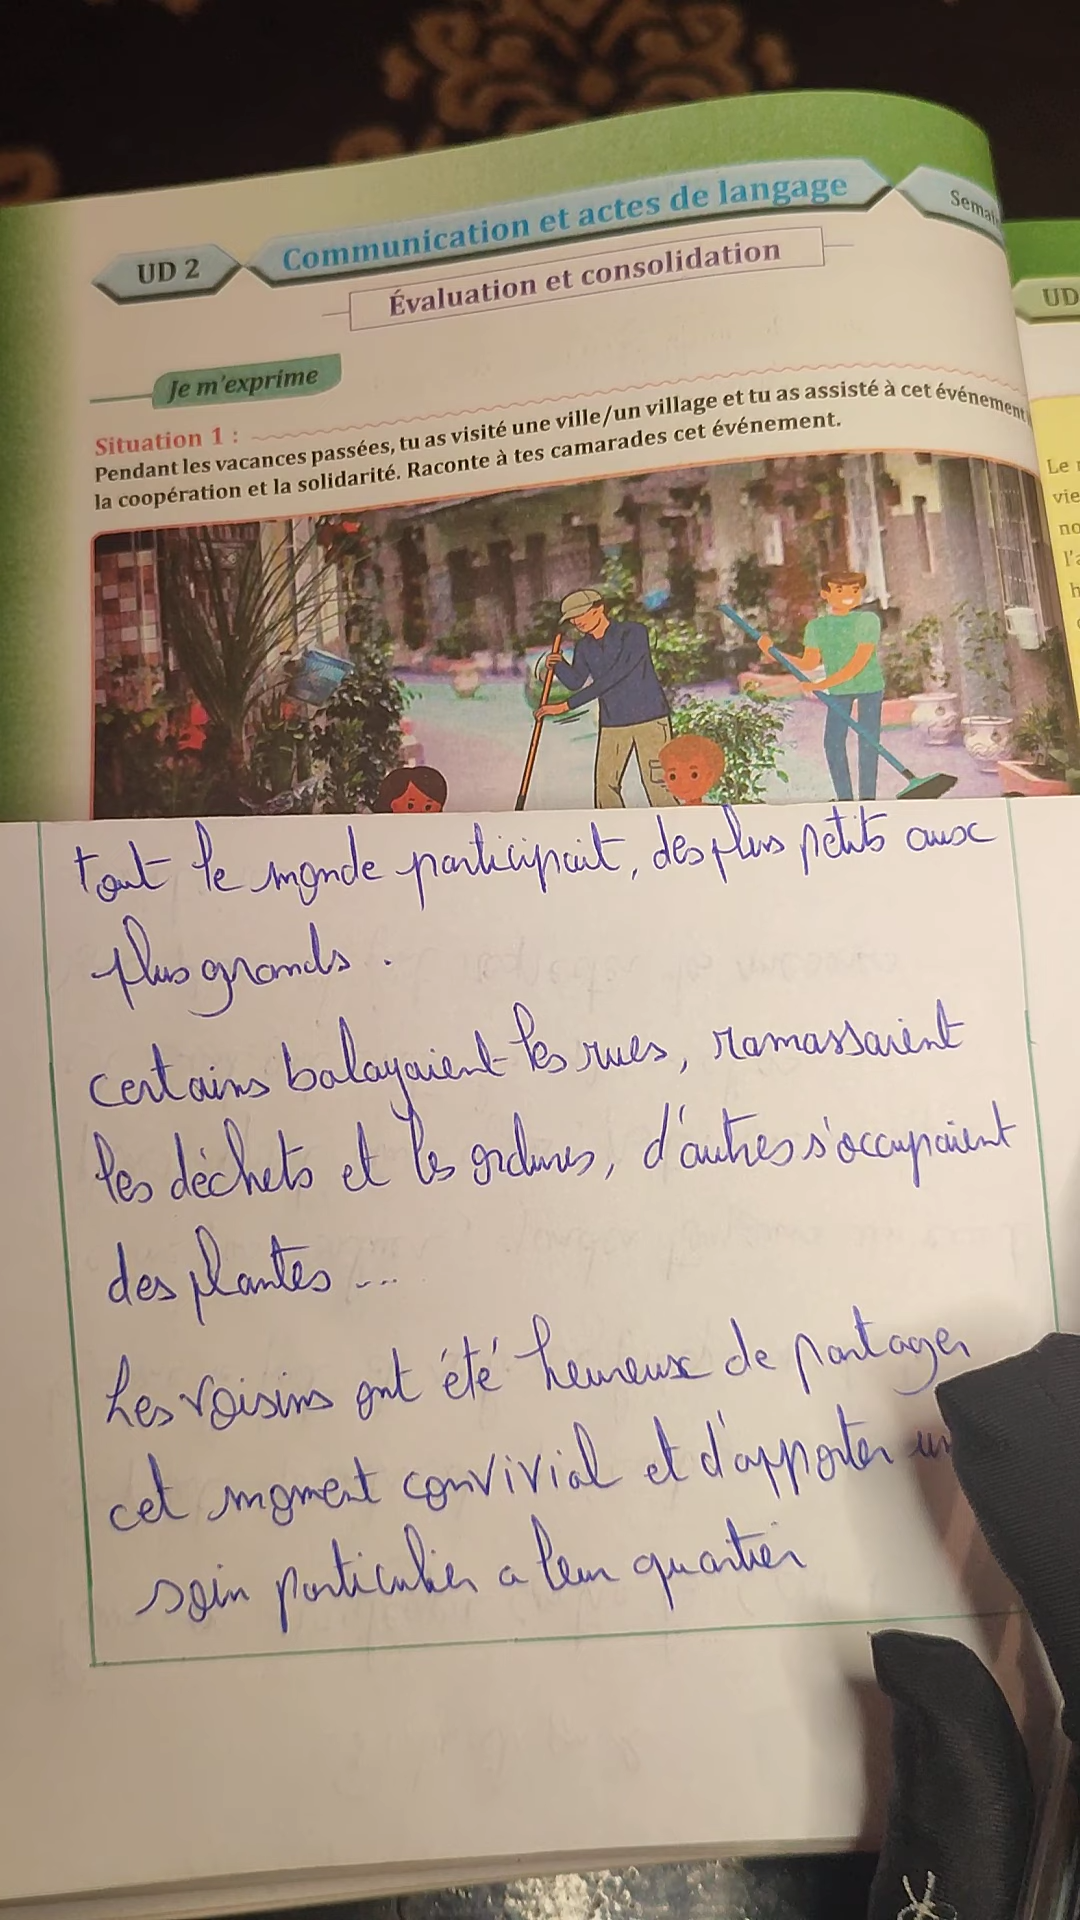 UD 2
Communication et actes de langage
Évaluation et consolidation
Je m'exprime
Situation 1 :
Pendant les vacances passées, tu as visité une ville/un village et tu as assisté à cet événement
la coopération et la solidarité. Raconte à tes camarades cet événement.
UD
Le
vie
tout le monde participait, des plus petits aux
plus grands.
certains balayaient les rues, ramassaient
les déchets et les ordures, d'autres s'occupaient
des plantes ...
Les voisins ont été heureux de partager
cet moment convivial et d'apporter un
soin particulier a leur quartier